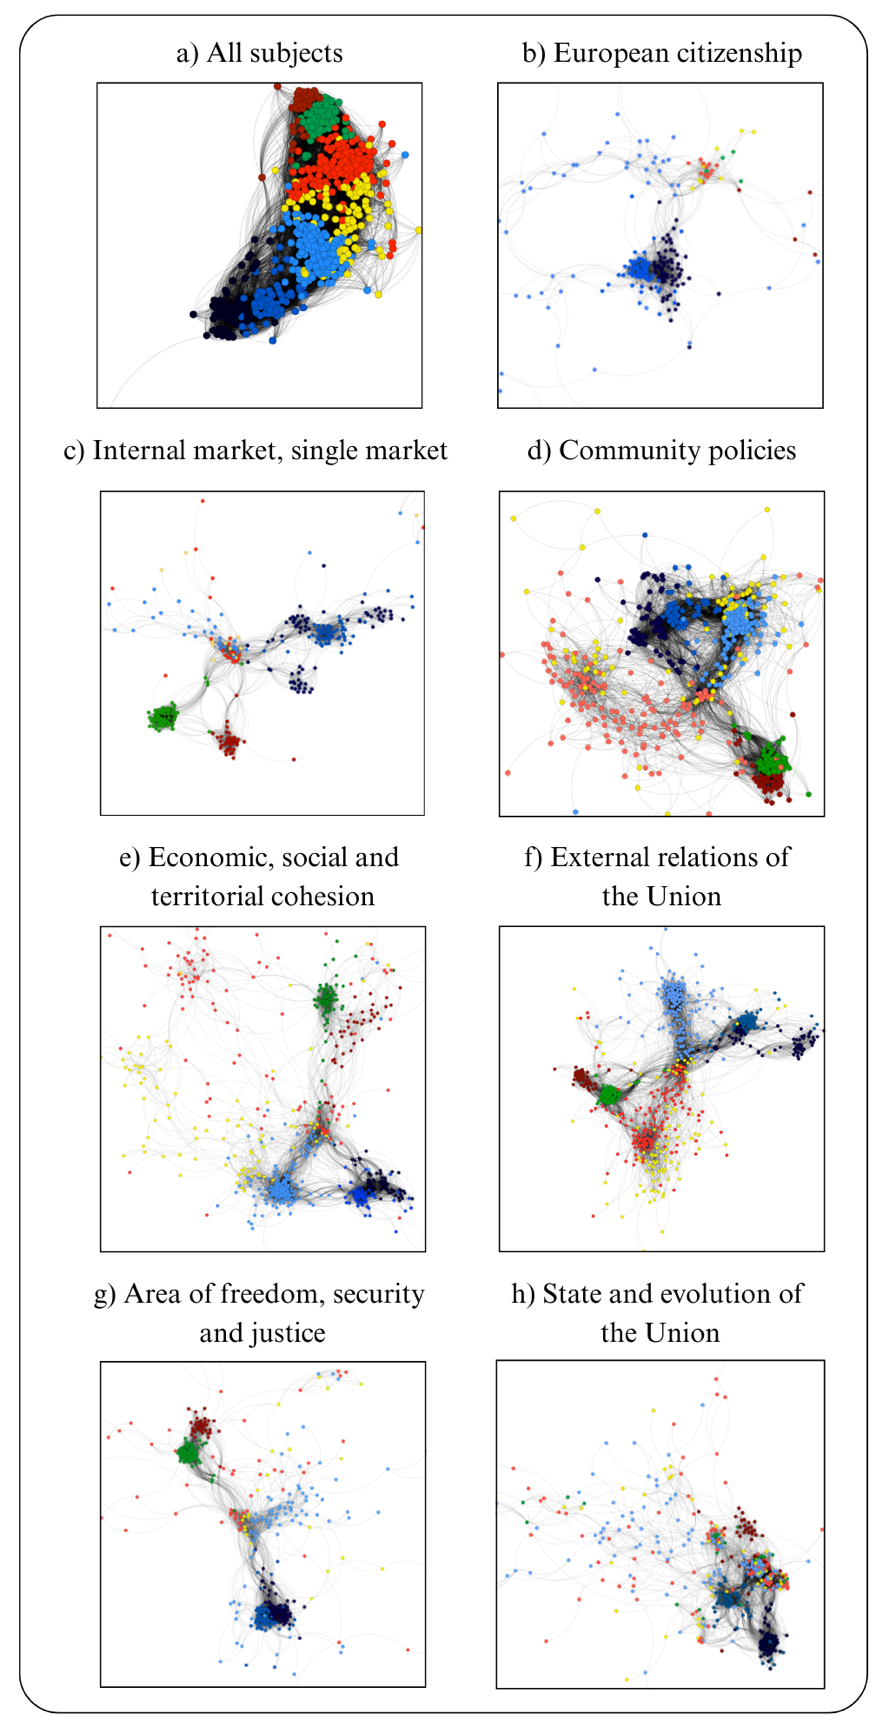 a) All subjects
b) European citizenship
c) Internal market, single market
d) Community policies
e) Economic, social and
territorial cohesion
f) External relations of
the Union
g) Area of freedom, security
and justice
h) State and evolution of
the Union